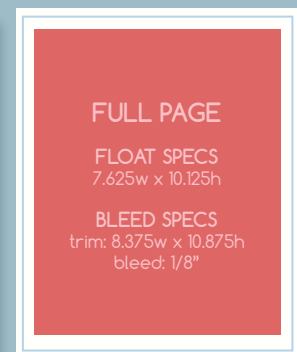 FULL PAGE
FLOAT SPECS
7.625w x 10.125h
BLEED SPECS
trim: 8.375w x 10.875h
bleed: 1/8”